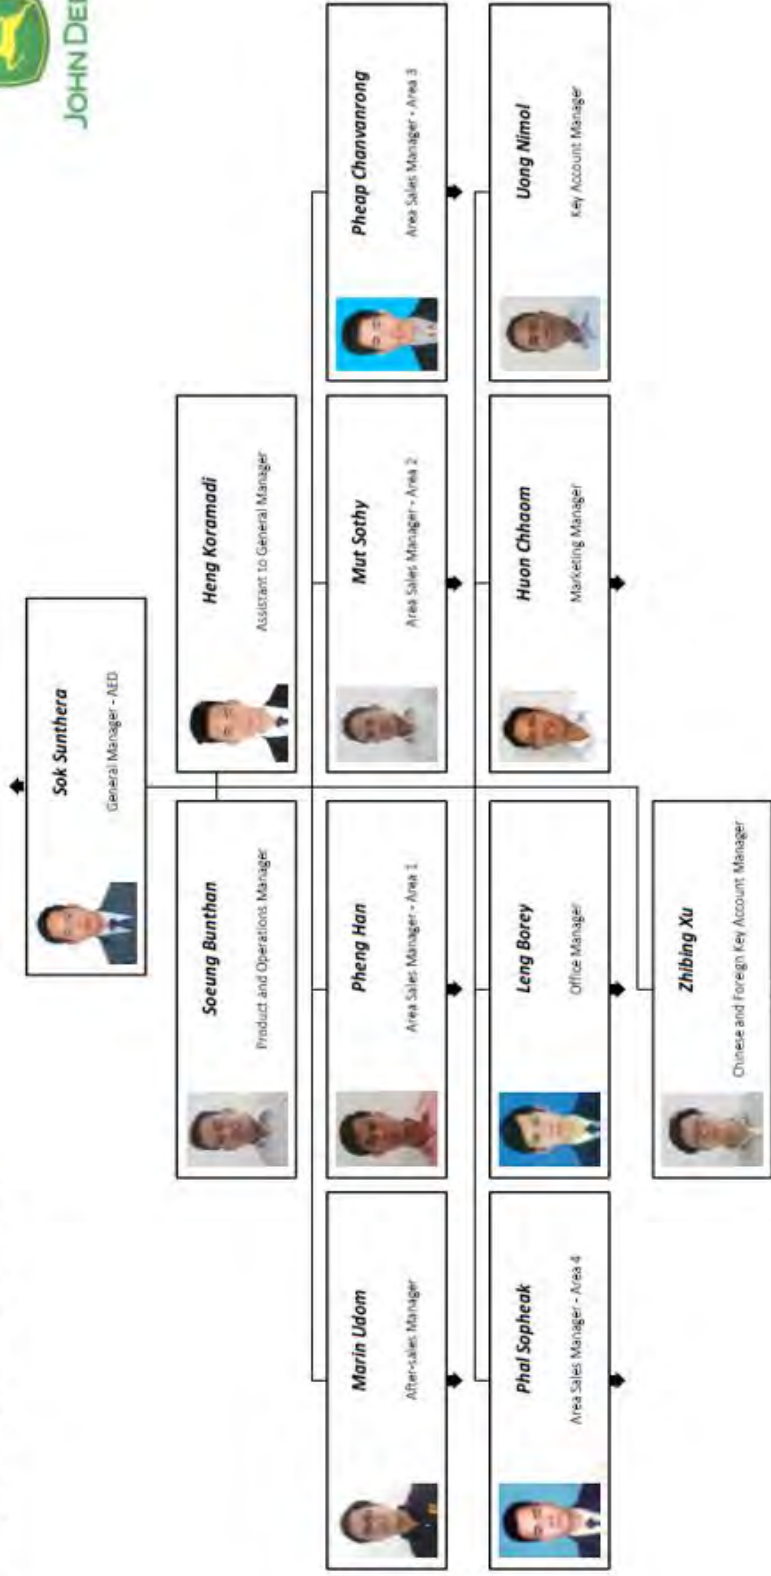 JOHN DE
Sok Sunthera
General Manager - AED
Soeung Bunthan
Product and Operations Manager
Heng Koramadi
Assistant to General Manager
Marin Udom
After-sales Manager
Pheng Han
Area Sales Manager - Area 1
Mut Sothy
Area Sales Manager - Area 2
Pheap Chanvanrong
Area Sales Manager - Area 3
Phal Sopheak
Area Sales Manager - Area 4
Leng Borey
Office Manager
Huon Chhaom
Marketing Manager
Uong Nimol
Key Account Manager
Zhibing Xu
Chinese and Foreign Key Account Manager